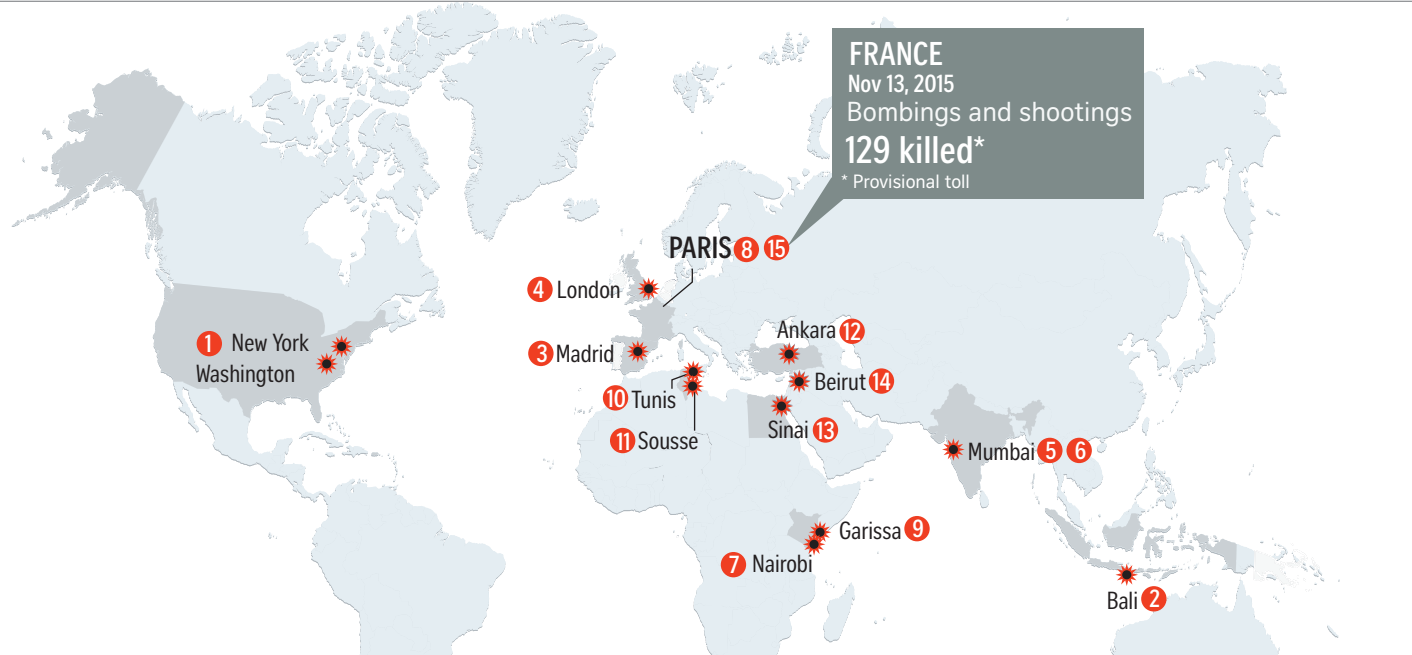 FRANCE
Nov 13, 2015
Bombings and shootings
129 killed*
* Provisional toll
PARIS 8 15
4 London
1 New York
Washington
3 Madrid
Ankara 12
Beirut 14
10 Tunis
Sinai 13
11 Sousse
Mumbai 5 6
Garissa 9
7 Nairobi
Bali 2